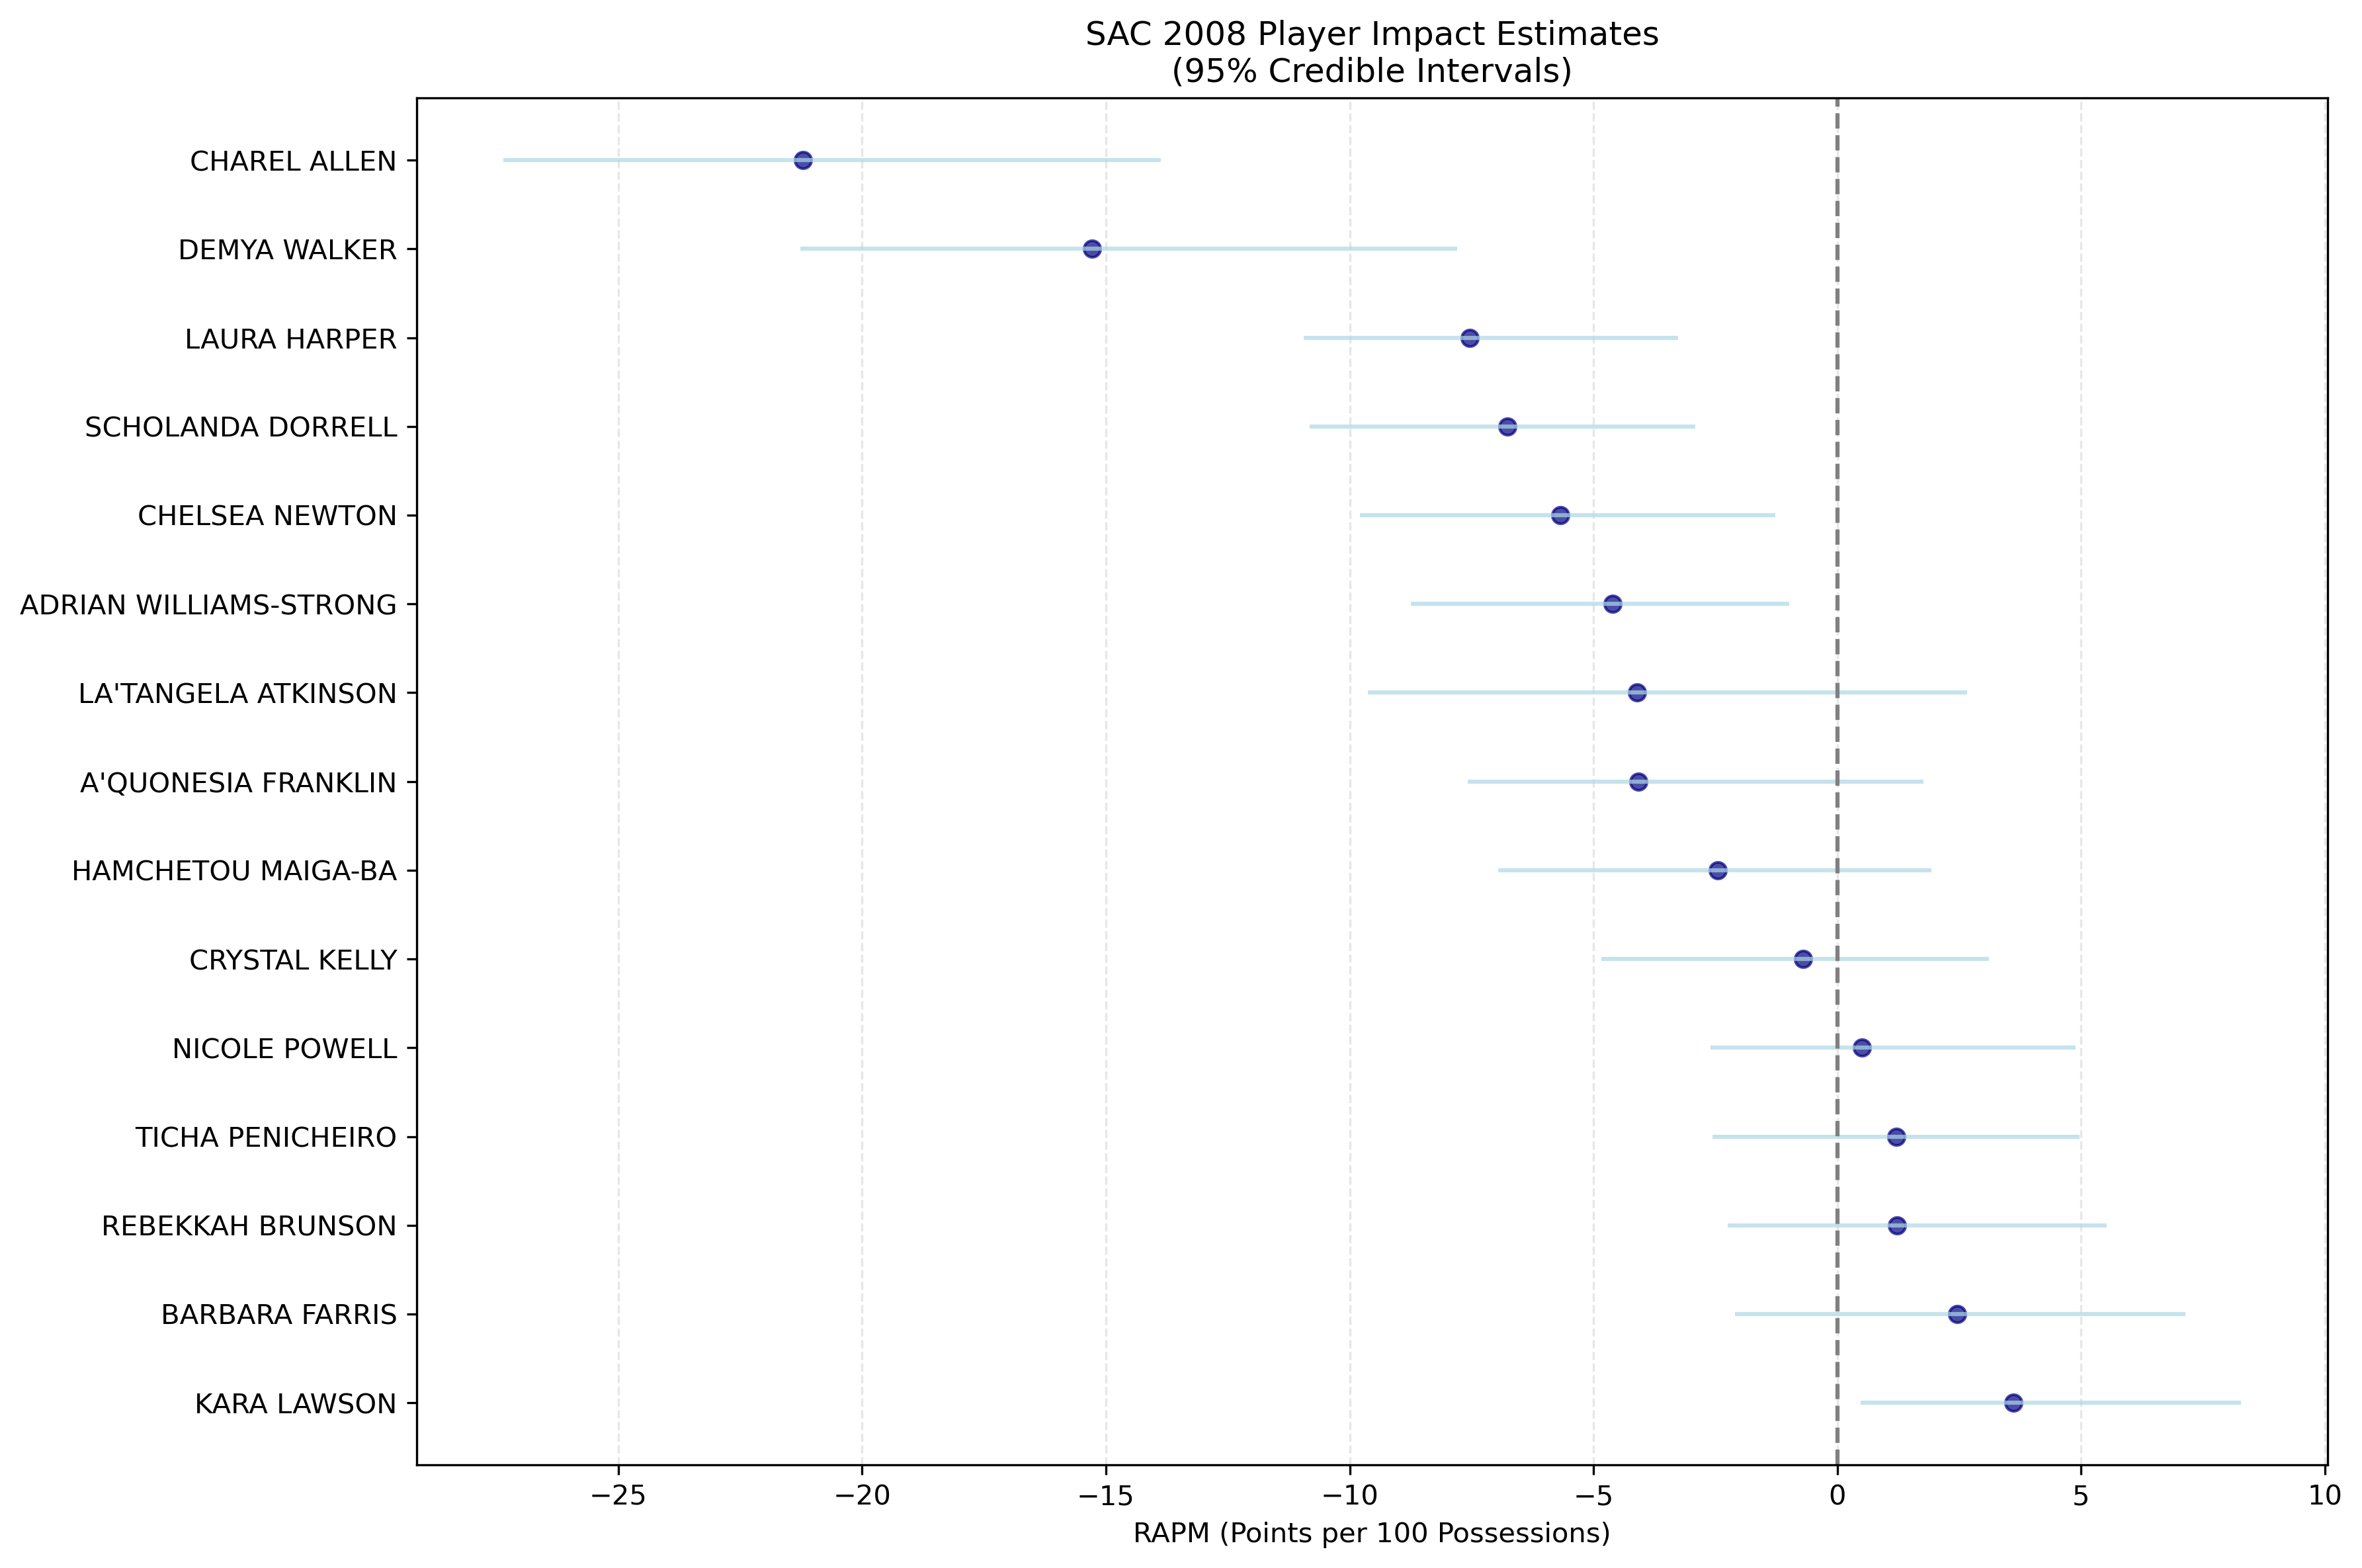 SAC 2008 Player Impact Estimates
(95% Credible Intervals)
CHAREL ALLEN
DEMYA WALKER
LAURA HARPER
SCHOLANDA DORRELL
CHELSEA NEWTON
ADRIAN WILLIAMS-STRONG
LA'TANGELA ATKINSON
A'QUONESIA FRANKLIN
HAMCHETOU MAIGA-BA
CRYSTAL KELLY
NICOLE POWELL
TICHA PENICHEIRO
REBEKKAH BRUNSON
BARBARA FARRIS
KARA LAWSON
−25 −20 −15 −10 −5 0 5 10
RAPM (Points per 100 Possessions)